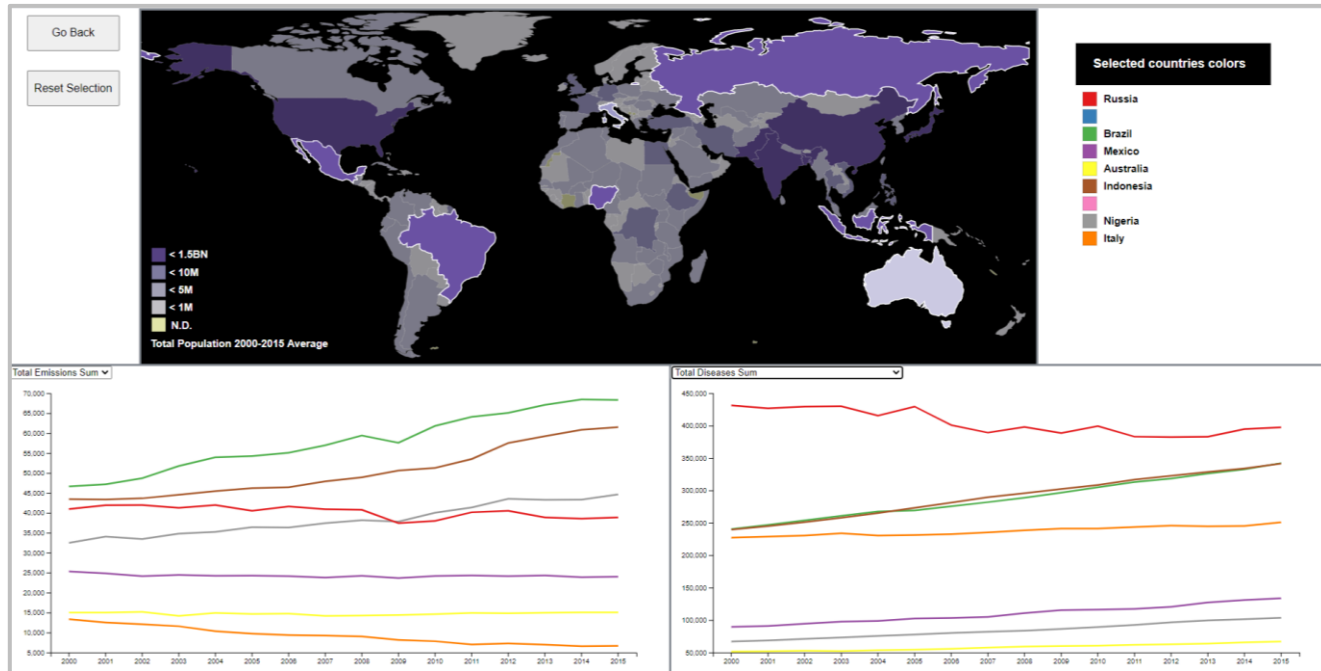 Go Back
Reset Selection
< 1.5BN
< 10M
< 5M
< 1M
N.D.
Total Population 2000-2015 Average
Selected countries colors
Russia
Brazil
Mexico
Australia
Indonesia
Nigeria
Italy
Total Emissions Sum
70,000
65,000
60,000
55,000
50,000
45,000
40,000
35,000
30,000
25,000
20,000
15,000
10,000
5,000
2000 2001 2002 2003 2004 2005 2006 2007 2008 2009 2010 2011 2012 2013 2014 2015
Total Diseases Sum
450,000
400,000
350,000
300,000
250,000
200,000
150,000
100,000
50,000
2000 2001 2002 2003 2004 2005 2006 2007 2008 2009 2010 2011 2012 2013 2014 2015